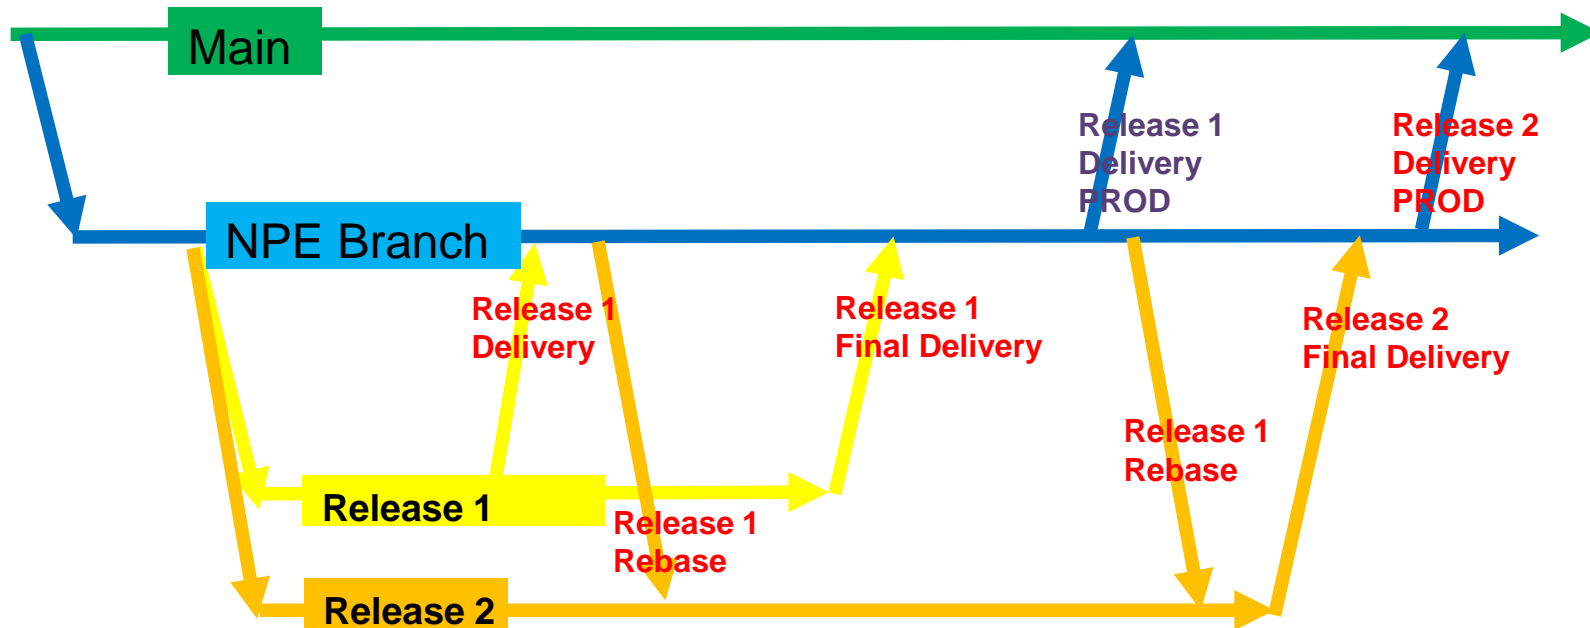 Main
Release 1
Delivery
PROD
Release 2
Delivery
PROD
NPE Branch
Release 1
Delivery
Release 1
Final Delivery
Release 2
Final Delivery
Release 1
Rebase
Release 1
Release 1
Rebase
Release 2